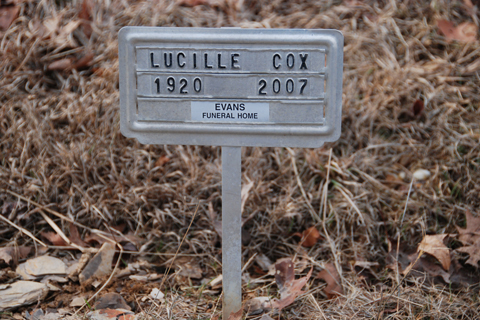 LUCILLE COX
1920 2007
EVANS
FUNERAL HOME